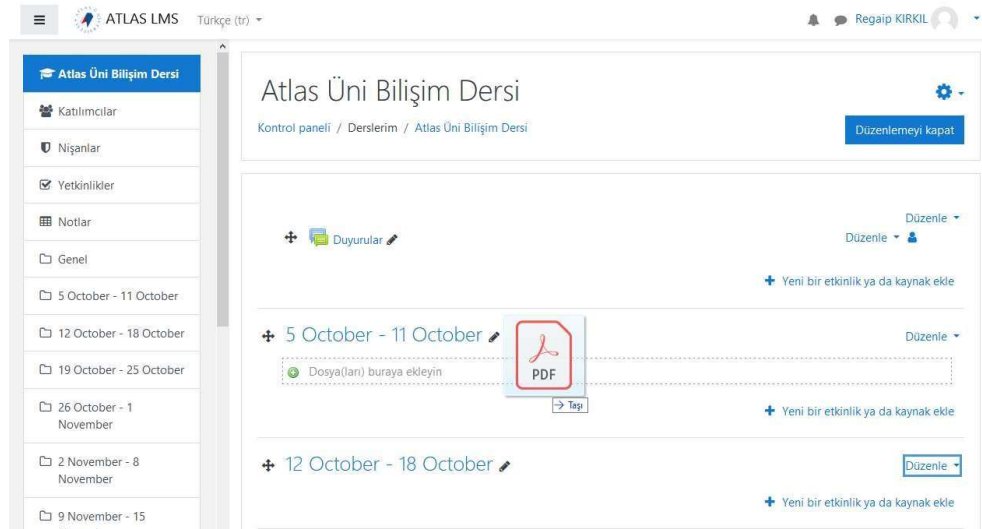 ATLAS LMS Türkçe (tr) Regaip KIRKIL
Atlas Üni Bilişim Dersi
Katılımcılar
Nişanlar
Yetkinlikler
Notlar
Genel
5 October - 11 October
12 October - 18 October
19 October - 25 October
26 October - 1
November
2 November - 8
November
9 November - 15
Atlas Üni Bilişim Dersi
Kontrol paneli / Derslerim / Atlas Üni Bilişim Dersi
Düzenlemeyi kapat
Düzenle
Duyurular Düzenle
Yeni bir etkinlik ya da kaynak ekle
5 October - 11 October Düzenle
Dosya(ları) buraya ekleyin
PDF
Taşı
Yeni bir etkinlik ya da kaynak ekle
12 October - 18 October Düzenle
Yeni bir etkinlik ya da kaynak ekle